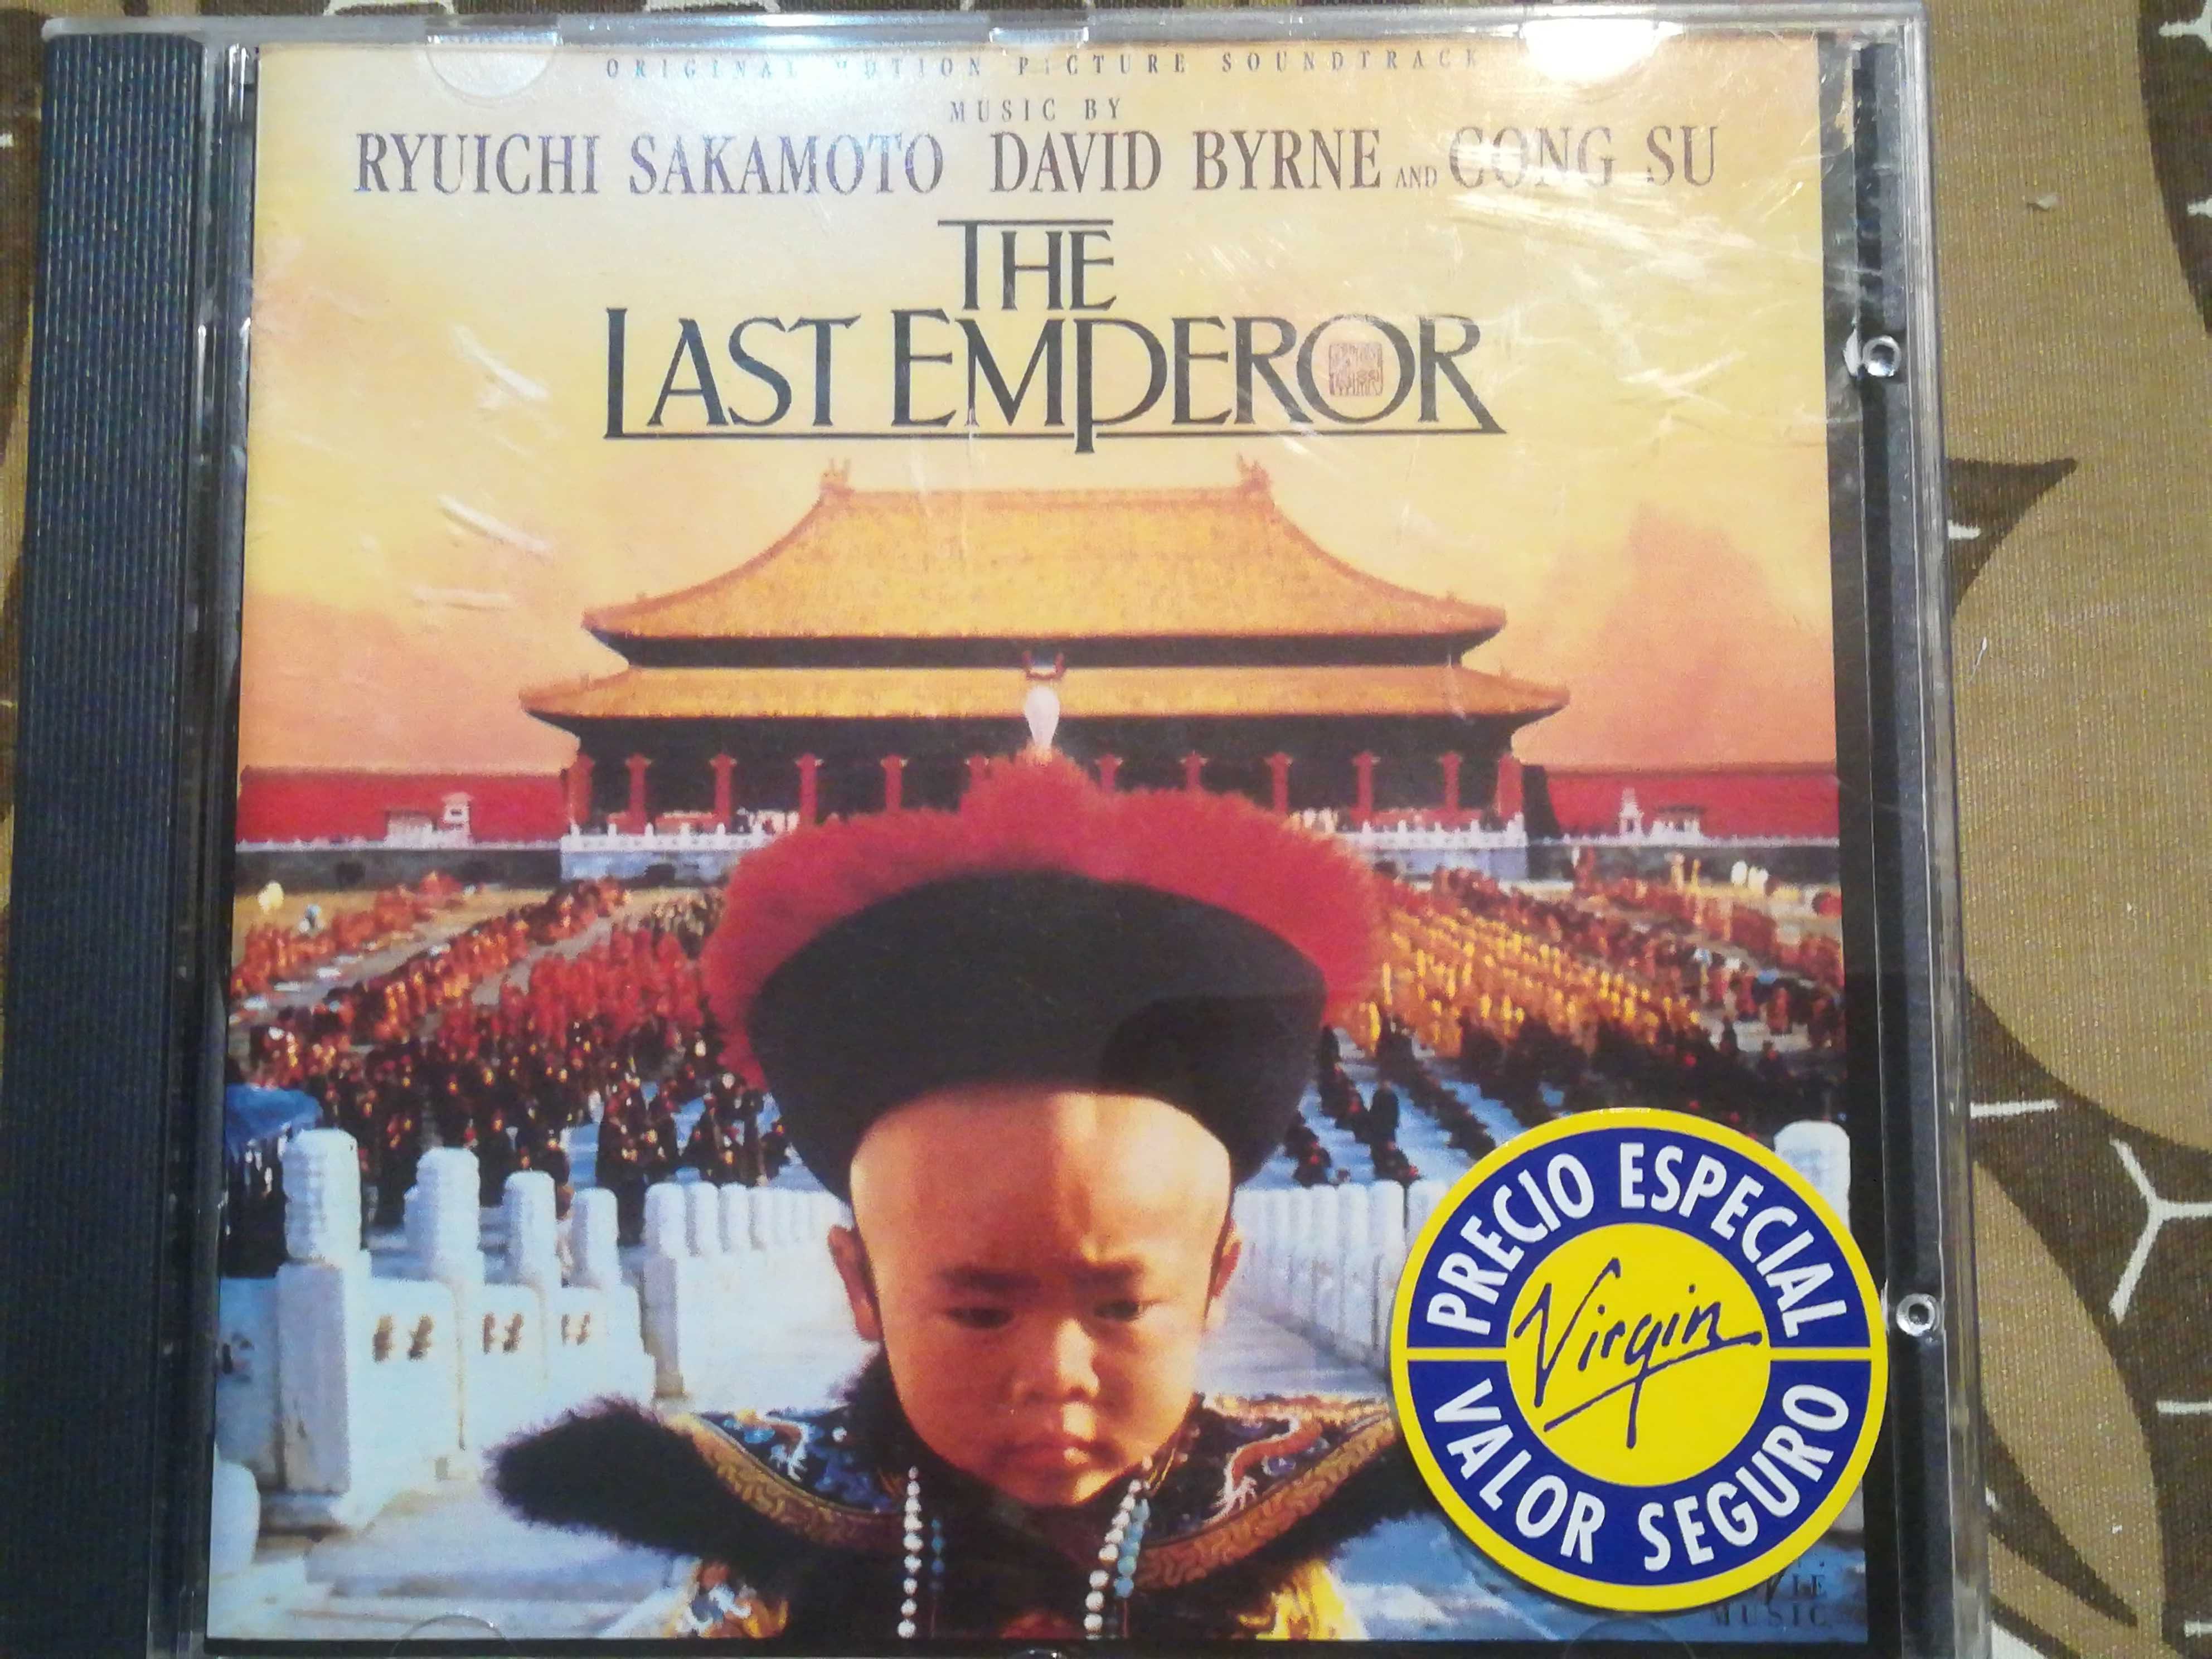 ORIGINAL MOTION PICTURE SOUNDTRACK
MUSIC BY
RYUICHI SAKAMOTO DAVID BYRNE AND CONG SU
THE
LAST EMPEROR
PRECIO ESPECIAL
Virgin
VALOR SEGURO
MUSIC